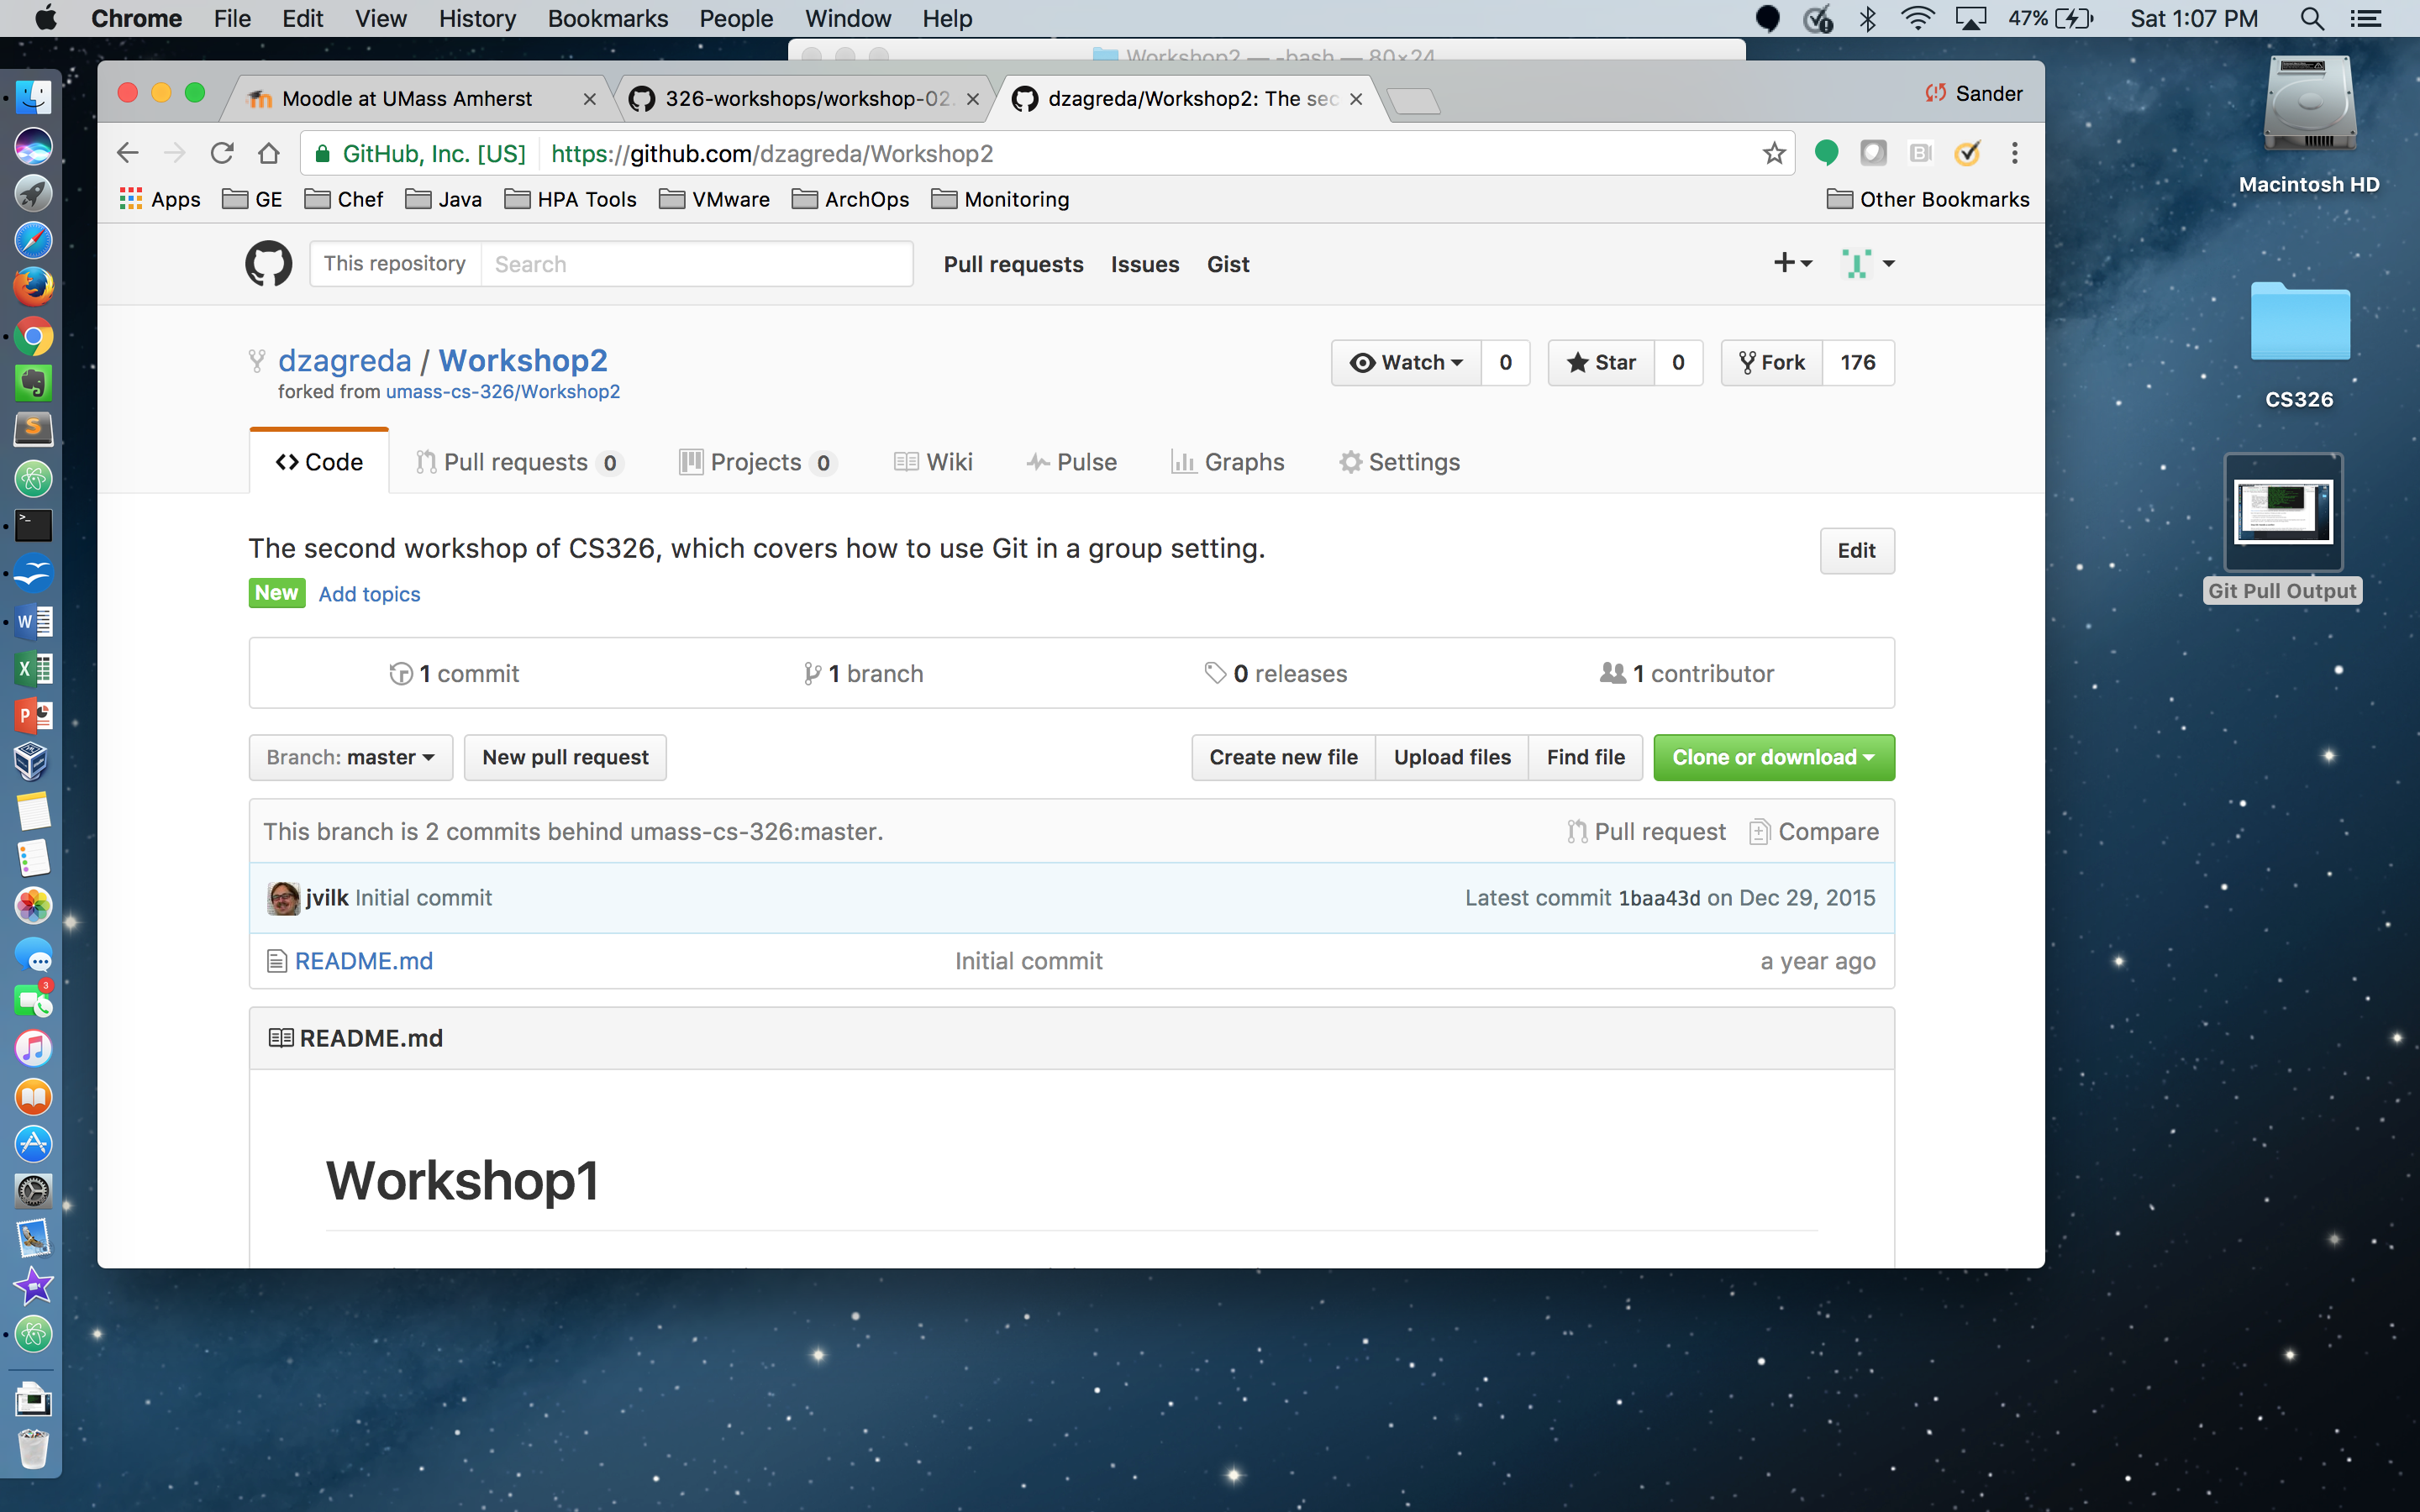 Chrome File Edit View History Bookmarks People Window Help 47% Sat 1:07 PM
Workshop2 — -bash — 80×24
Moodle at UMass Amherst 326-workshops/workshop-02. dzagreda/Workshop2: The sec Sander
GitHub, Inc. [US] https://github.com/dzagreda/Workshop2
Apps GE Chef Java HPA Tools VMware ArchOps Monitoring Other Bookmarks
Macintosh HD
This repository Search Pull requests Issues Gist
dzagreda / Workshop2 Watch 0 Star 0 Fork 176
forked from umass-cs-326/Workshop2
CS326
Code Pull requests 0 Projects 0 Wiki Pulse Graphs Settings
The second workshop of CS326, which covers how to use Git in a group setting. Edit
New Add topics
Git Pull Output
1 commit 1 branch 0 releases 1 contributor
Branch: master New pull request Create new file Upload files Find file Clone or download
This branch is 2 commits behind umass-cs-326:master. Pull request Compare
jvilk Initial commit Latest commit 1baa43d on Dec 29, 2015
README.md Initial commit a year ago
3
README.md
Workshop1